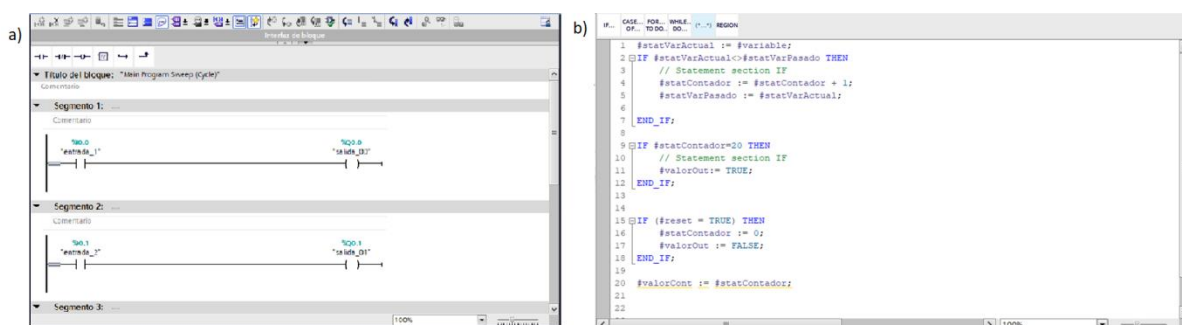 a)
Interfaz de bloque
Título del bloque: "Main Program Sweep (Cycle)"
Comentario
Segmento 1: ...
Comentario
%I0.0
"entrada_1"
%Q0.0
"salida_00"
Segmento 2: ...
Comentario
"entrada_2"
%Q0.1
"salida_01"
Segmento 3: ...
100%
b)
IF... CASE... OF... FOR... TO DO.. WHILE.. DO... (*...*) REGION
1 #statVarActual := #variable;
2 IF #statVarActual<>#statVarPasado THEN
3 // Statement section IF
4 #statContador := #statContador + 1;
5 #statVarPasado := #statVarActual;
6
7 END_IF;
8
9 IF #statContador=20 THEN
10 // Statement section IF
11 #valorOut:= TRUE;
12 END_IF;
13
14
15 IF (#reset = TRUE) THEN
16 #statContador := 0;
17 #valorOut := FALSE;
18 END_IF;
19
20 #valorCont := #statContador;
21
22
100%